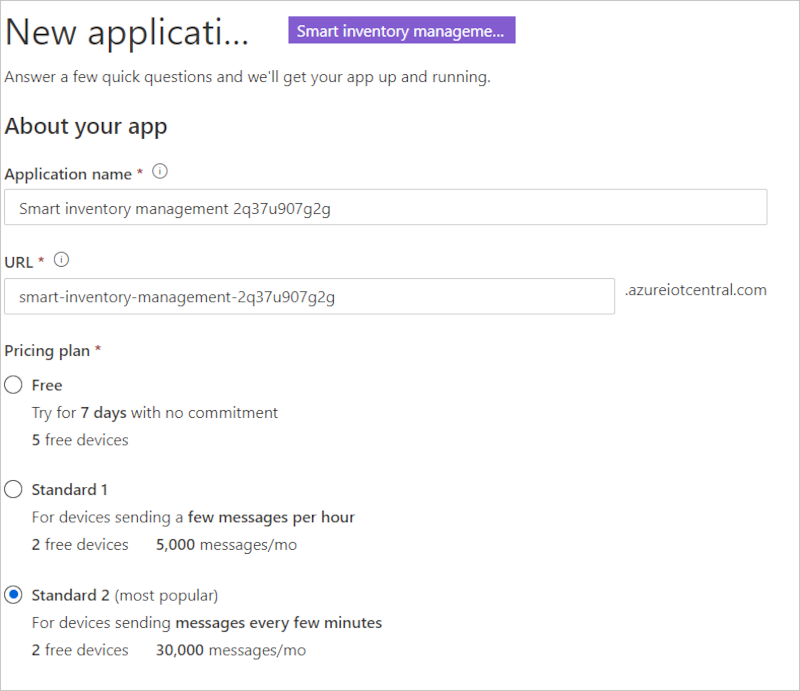 New applicati... Smart inventory manageme...
Answer a few quick questions and we'll get your app up and running.
About your app
Application name *
Smart inventory management 2q37u907g2g
URL *
smart-inventory-management-2q37u907g2g .azureiotcentral.com
Pricing plan *
Free
Try for 7 days with no commitment
5 free devices
Standard 1
For devices sending a few messages per hour
2 free devices 5,000 messages/mo
Standard 2 (most popular)
For devices sending messages every few minutes
2 free devices 30,000 messages/mo